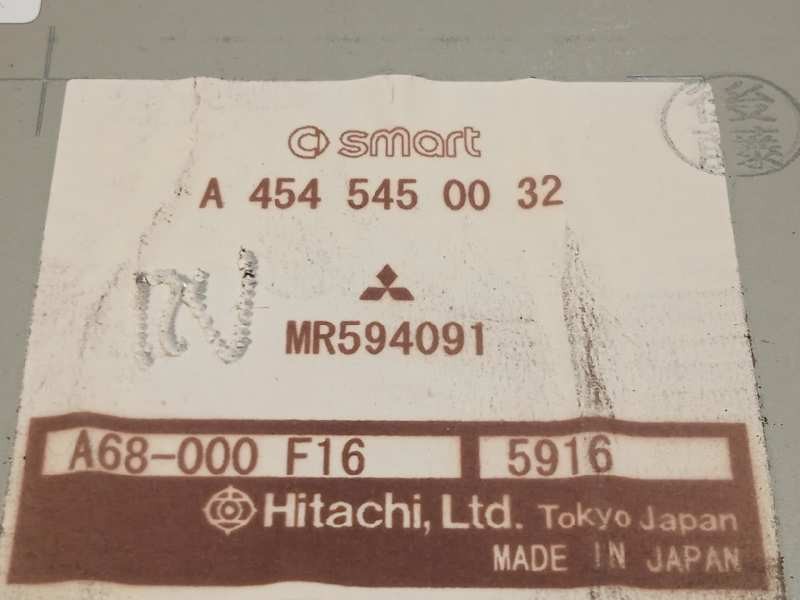 smart
A 454 545 00 32
MR594091
A68-000 F16 5916
Hitachi, Ltd. Tokyo Japan
MADE IN JAPAN